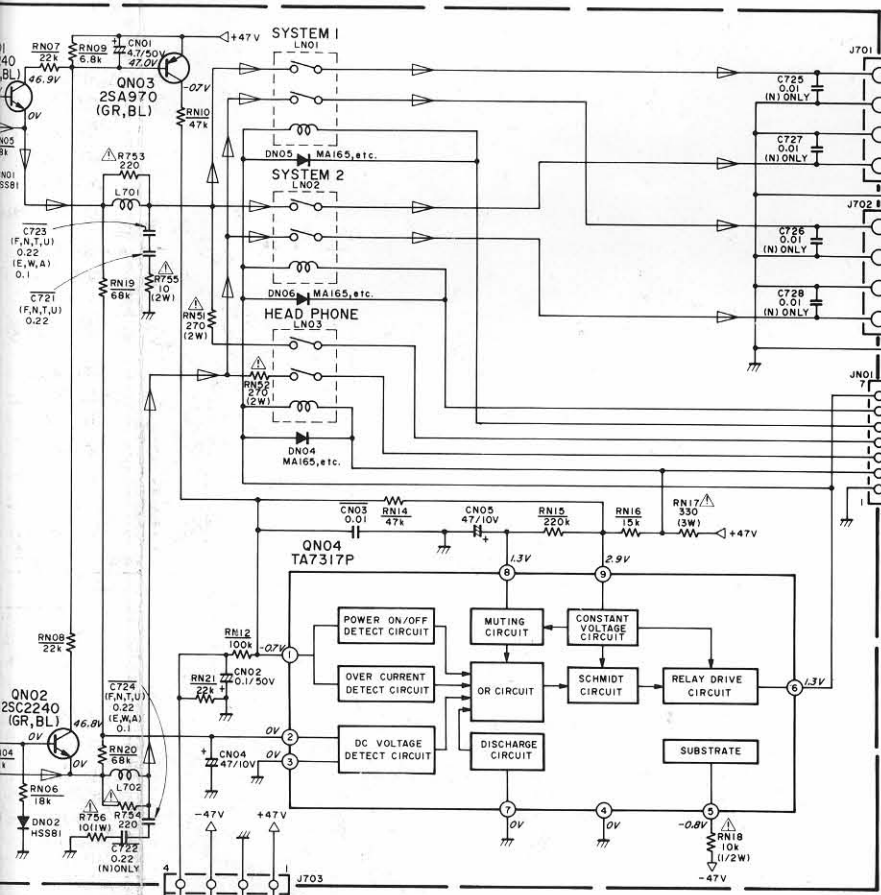 RN07
22k
RN09
6.8k
CN01
4.7/50V
47.0V
+47V
46.9V
QN03
2SA970
(GR,BL)
-0.7V
RN10
47k
0V
SYSTEM 1
LN01
DN05
MA165,etc.
SYSTEM 2
LN02
DN06
MA165,etc.
HEAD PHONE
LN03
DN04
MA165,etc.
J701
C725
0.01
(N) ONLY
C727
0.01
(N) ONLY
J702
C726
0.01
(N) ONLY
C728
0.01
(N) ONLY
JN01
7
1
R753
220
L701
C723
(F,N,T,U)
0.22
(E,W,A)
0.1
C721
(F,N,T,U)
0.22
RN19
68k
R755
10
(2W)
RN51
270
(2W)
RN52
270
(2W)
CN03
0.01
RN14
47k
CN05
47/10V
+
RN15
220k
RN16
15k
RN17
330
(3W)
+47V
QN04
TA7317P
1.3V
2.9V
8
9
POWER ON/OFF
DETECT CIRCUIT
MUTING
CIRCUIT
CONSTANT
VOLTAGE
CIRCUIT
RN08
22k
RN12
100k
-0.7V
1
RN21
22k
CN02
0.1/50V
OVER CURRENT
DETECT CIRCUIT
OR CIRCUIT
SCHMIDT
CIRCUIT
RELAY DRIVE
CIRCUIT
6
1.3V
QN02
2SC2240
(GR,BL)
46.8V
0V
0V
C724
(F,N,T,U)
0.22
(E,W,A)
0.1
0V
2
0V
3
DC VOLTAGE
DETECT CIRCUIT
DISCHARGE
CIRCUIT
SUBSTRATE
CN04
47/10V
RN20
68k
L702
RN06
18k
DN02
HSS81
R756
10(1W)
R754
220
C722
0.22
(N)ONLY
-47V
+47V
4
1
J703
7
0V
4
0V
5
-0.8V
RN18
10k
(1/2W)
-47V